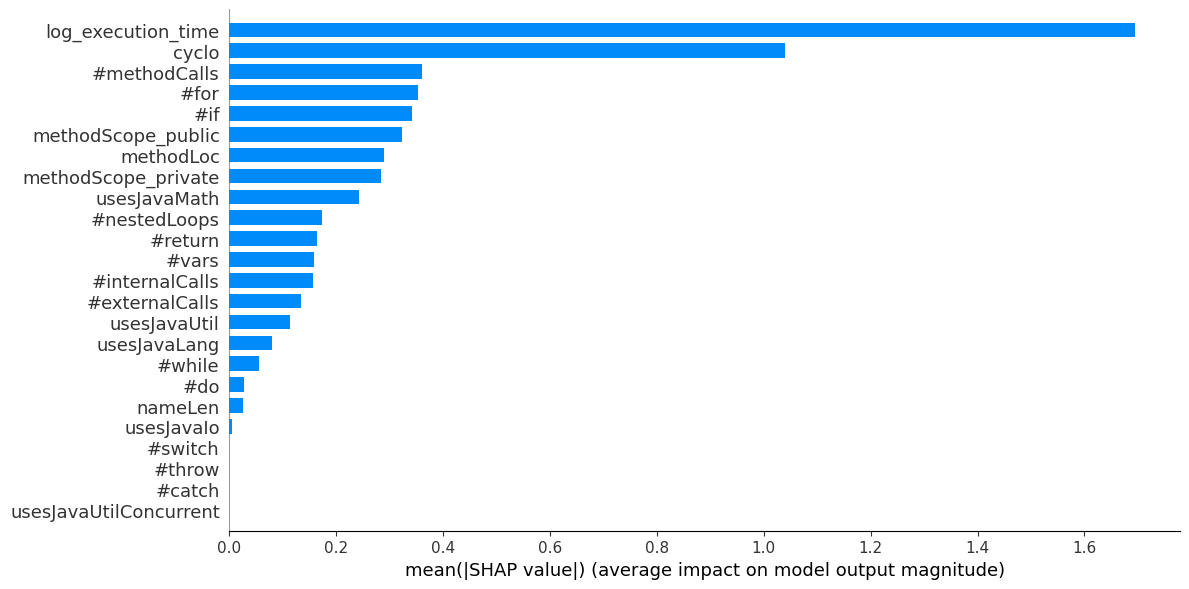 log_execution_time
cyclo
#methodCalls
#for
#if
methodScope_public
methodLoc
methodScope_private
usesJavaMath
#nestedLoops
#return
#vars
#internalCalls
#externalCalls
usesJavaUtil
usesJavaLang
#while
#do
nameLen
usesJavaIo
#switch
#throw
#catch
usesJavaUtilConcurrent
0.0 0.2 0.4 0.6 0.8 1.0 1.2 1.4 1.6
mean(|SHAP value|) (average impact on model output magnitude)